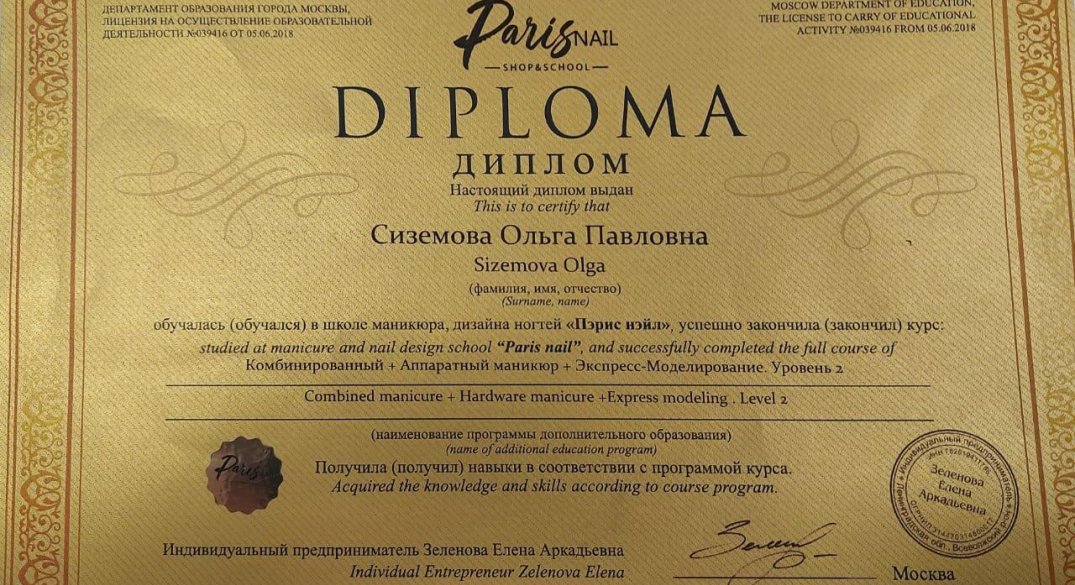 ДЕПАРТАМЕНТ ОБРАЗОВАНИЯ ГОРОДА МОСКВЫ,
ЛИЦЕНЗИЯ НА ОСУЩЕСТВЛЕНИЕ ОБРАЗОВАТЕЛЬНОЙ
ДЕЯТЕЛЬНОСТИ №039416 ОТ 05.06.2018
MOSCOW DEPARTMENT OF EDUCATION,
THE LICENSE TO CARRY OF EDUCATIONAL
ACTIVITY №039416 FROM 05.06.2018
Paris NAIL
SHOP&SCHOOL
DIPLOMA
ДИПЛОМ
Настоящий диплом выдан
This is to certify that
Сиземова Ольга Павловна
Sizemova Olga
(фамилия, имя, отчество)
(Surname, name)
обучалась (обучался) в школе маникюра, дизайна ногтей «Пэрис нэйл», успешно закончила (закончил) курс:
studied at manicure and nail design school “Paris nail”, and successfully completed the full course of
Комбинированный + Аппаратный маникюр + Экспресс-Моделирование. Уровень 2
Combined manicure + Hardware manicure +Express modeling . Level 2
(наименование программы дополнительного образования)
(name of additional education program)
Получила (получил) навыки в соответствии с программой курса.
Acquired the knowledge and skills according to course program.
Paris
Индивидуальный предприниматель
Зеленова
Елена
Аркадьевна
Ленинградская обл., Всеволожский р-он
Индивидуальный предприниматель Зеленова Елена Аркадьевна
Individual Entrepreneur Zelenova Elena
Москва